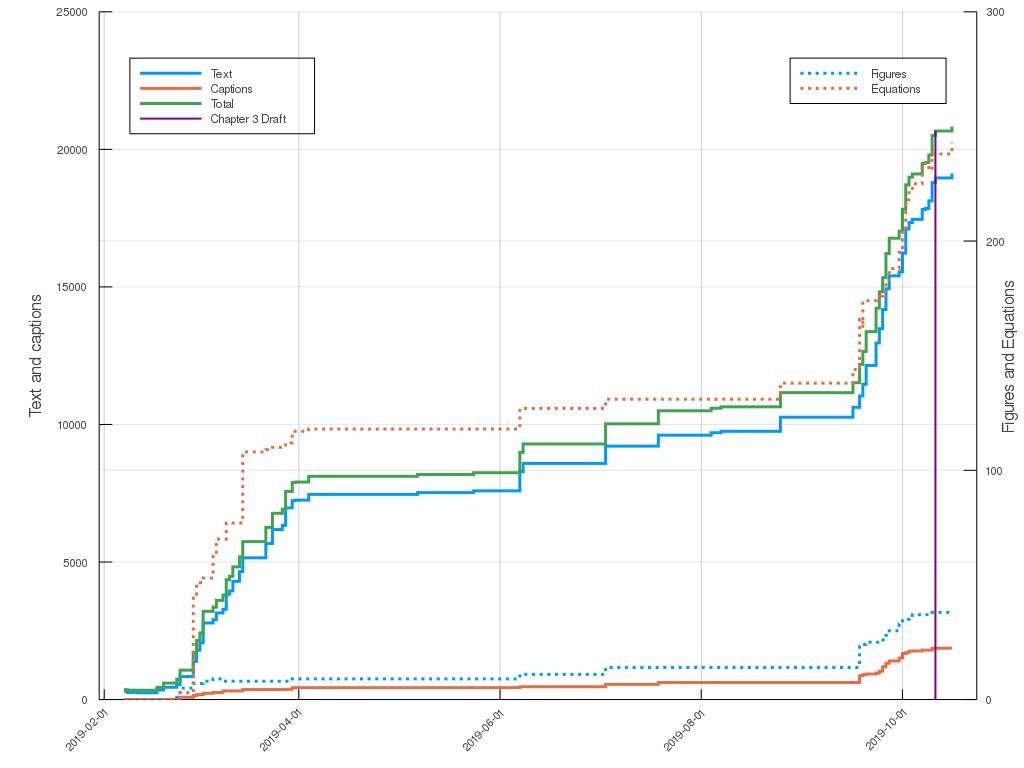 25000
20000
15000
10000
5000
0
Text and captions
Text
Captions
Total
Chapter 3 Draft
Figures
Equations
300
200
100
0
Figures and Equations
2019-02-01
2019-04-01
2019-06-01
2019-08-01
2019-10-01